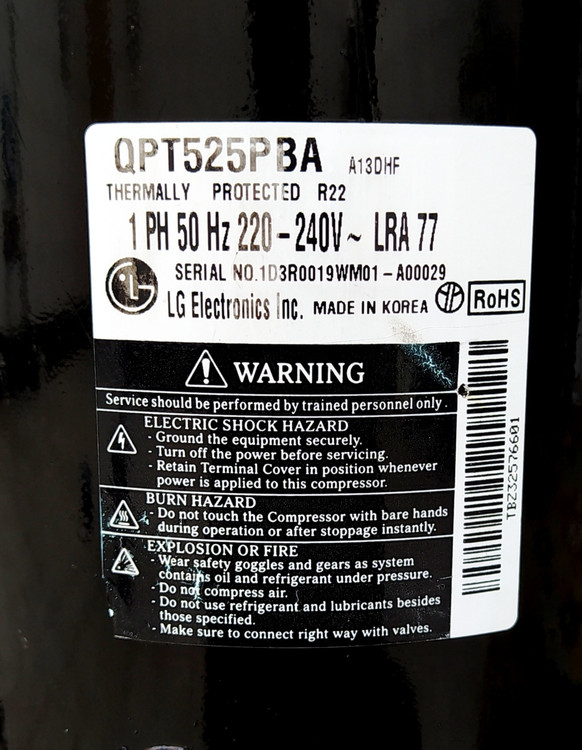 QPT525PBA A13DHF
THERMALLY PROTECTED R22
1 PH 50 Hz 220-240V~ LRA 77
SERIAL NO.1D3R0019WM01-A00029
LG LG Electronics Inc. MADE IN KOREA RoHS
WARNING
Service should be performed by trained personnel only.
ELECTRIC SHOCK HAZARD
- Ground the equipment securely.
- Turn off the power before servicing.
- Retain Terminal Cover in position whenever
power is applied to this compressor.
BURN HAZARD
- Do not touch the Compressor with bare hands
during operation or after stoppage instantly.
EXPLOSION OR FIRE
- Wear safety goggles and gears as system
contains oil and refrigerant under pressure.
- Do not compress air.
- Do not use refrigerant and lubricants besides
those specified.
- Make sure to connect right way with valves.
TBZ32576601